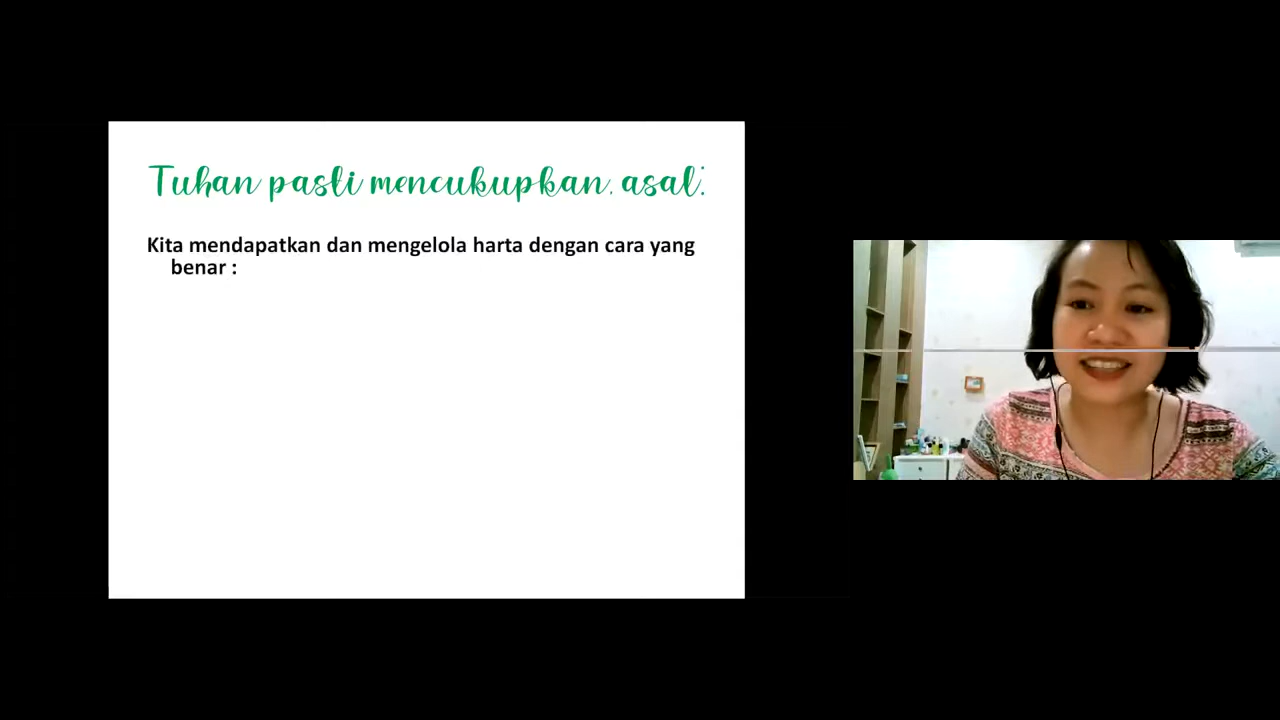 Tuhan pasti mencukupkan, asal:
Kita mendapatkan dan mengelola harta dengan cara yang
benar :